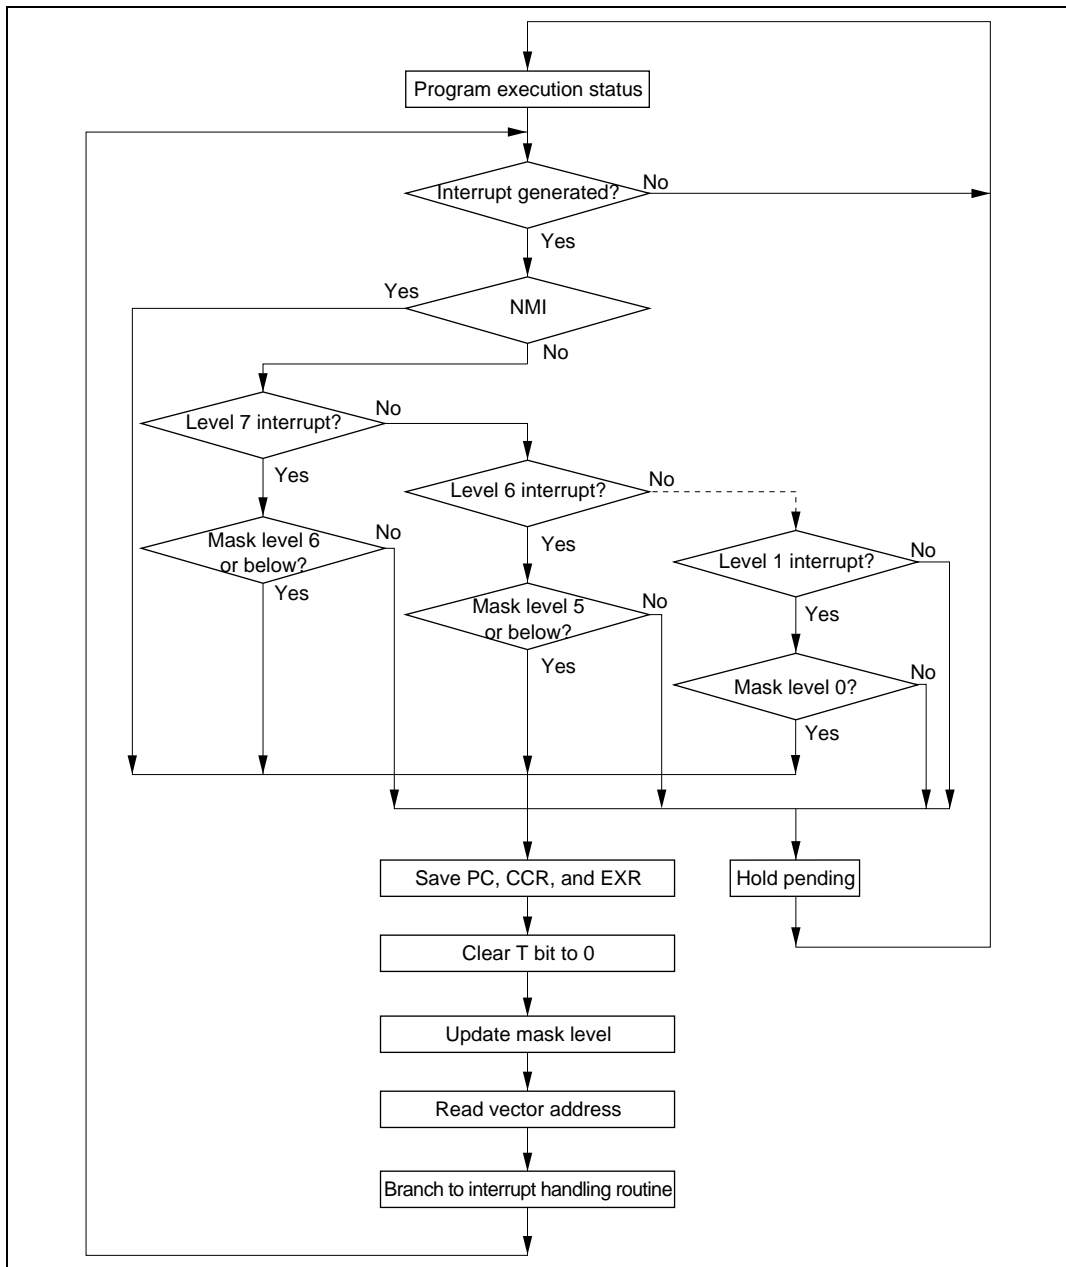 Program execution status
Interrupt generated?
No
Yes
Yes
NMI
No
Level 7 interrupt?
No
Yes
Level 6 interrupt?
No
Mask level 6
or below?
No
Yes
Level 1 interrupt?
No
Yes
Mask level 5
or below?
No
Yes
Yes
Mask level 0?
No
Yes
Save PC, CCR, and EXR
Hold pending
Clear T bit to 0
Update mask level
Read vector address
Branch to interrupt handling routine